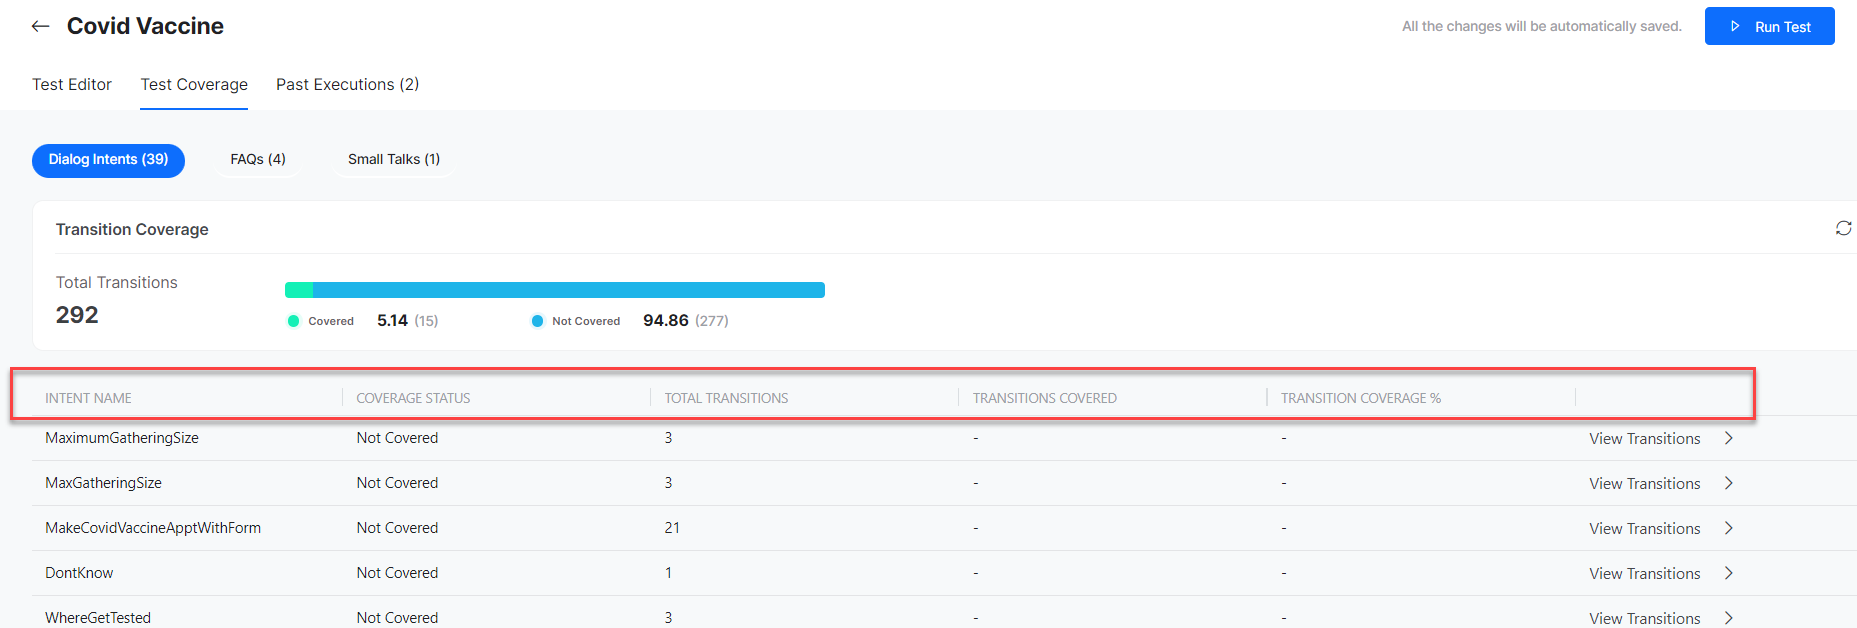 Covid Vaccine
All the changes will be automatically saved.
Run Test
Test Editor
Test Coverage
Past Executions (2)
Dialog Intents (39)
FAQs (4)
Small Talks (1)
Transition Coverage
Total Transitions
292
Covered 5.14 (15)
Not Covered 94.86 (277)
INTENT NAME COVERAGE STATUS TOTAL TRANSITIONS TRANSITIONS COVERED TRANSITION COVERAGE %
MaximumGatheringSize Not Covered 3 - - View Transitions
MaxGatheringSize Not Covered 3 - - View Transitions
MakeCovidVaccineApptWithForm Not Covered 21 - - View Transitions
DontKnow Not Covered 1 - - View Transitions
WhereGetTested Not Covered 3 - - View Transitions